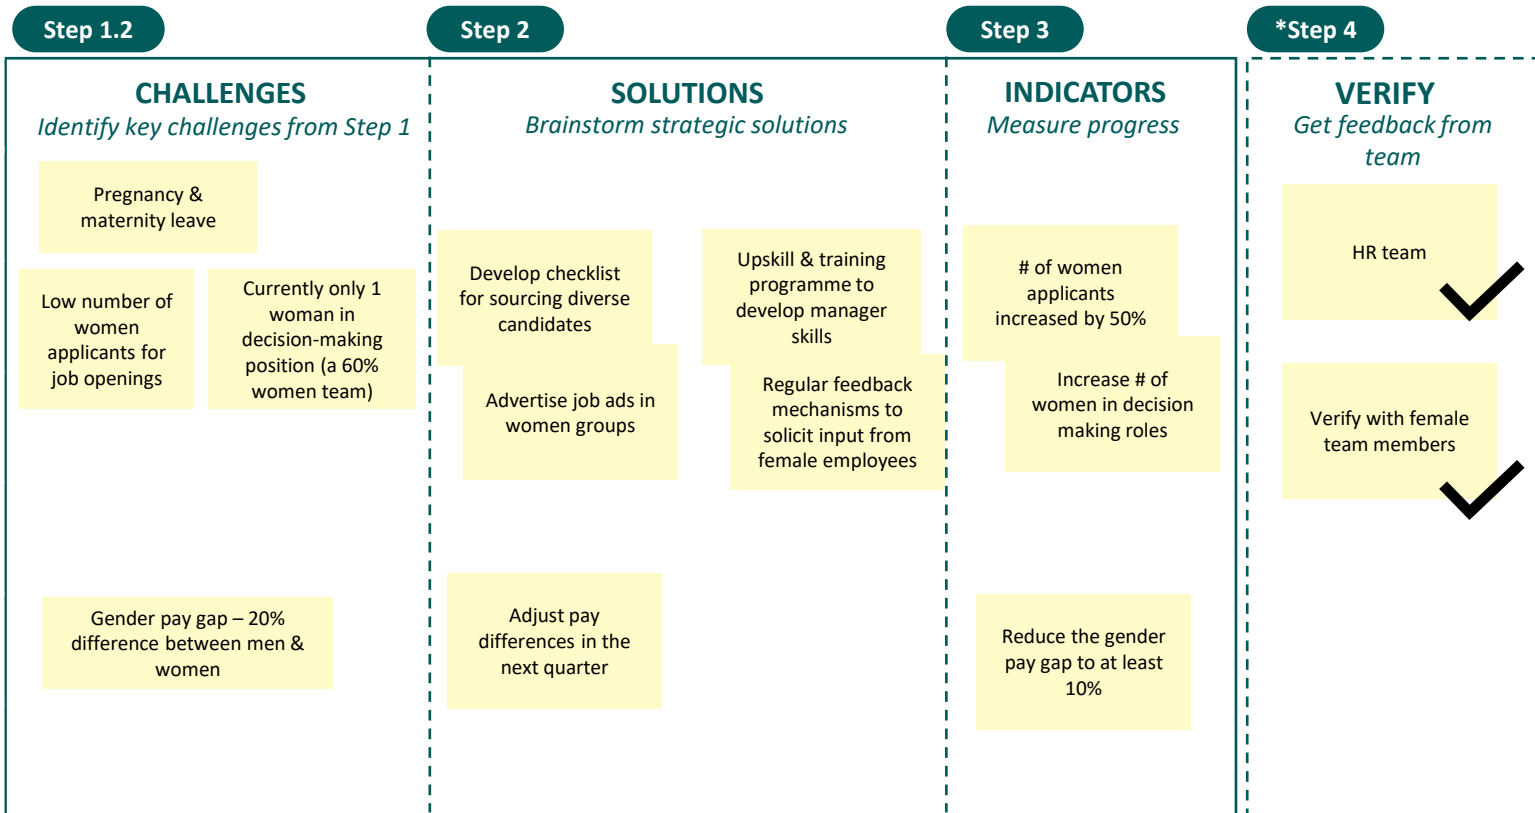 Step 1.2
Step 2
Step 3
*Step 4
CHALLENGES
Identify key challenges from Step 1
Pregnancy &
maternity leave
Low number of
women
applicants for
job openings
Currently only 1
woman in
decision-making
position (a 60%
women team)
Gender pay gap – 20%
difference between men &
women
SOLUTIONS
Brainstorm strategic solutions
Develop checklist
for sourcing diverse
candidates
Advertise job ads in
women groups
Upskill & training
programme to
develop manager
skills
Regular feedback
mechanisms to
solicit input from
female employees
Adjust pay
differences in the
next quarter
INDICATORS
Measure progress
# of women
applicants
increased by 50%
Increase # of
women in decision
making roles
Reduce the gender
pay gap to at least
10%
VERIFY
Get feedback from
team
HR team
Verify with female
team members